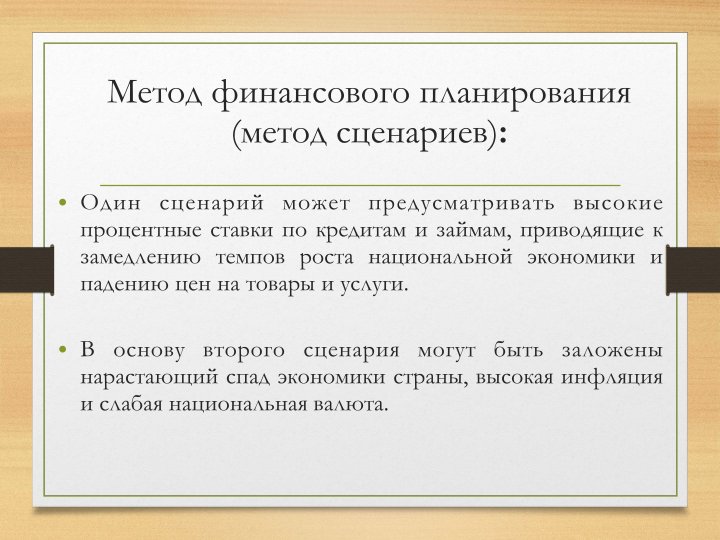 Метод финансового планирования
(метод сценариев):
• Один сценарий может предусматривать высокие
процентные ставки по кредитам и займам, приводящие к
замедлению темпов роста национальной экономики и
падению цен на товары и услуги.
• В основу второго сценария могут быть заложены
нарастающий спад экономики страны, высокая инфляция
и слабая национальная валюта.